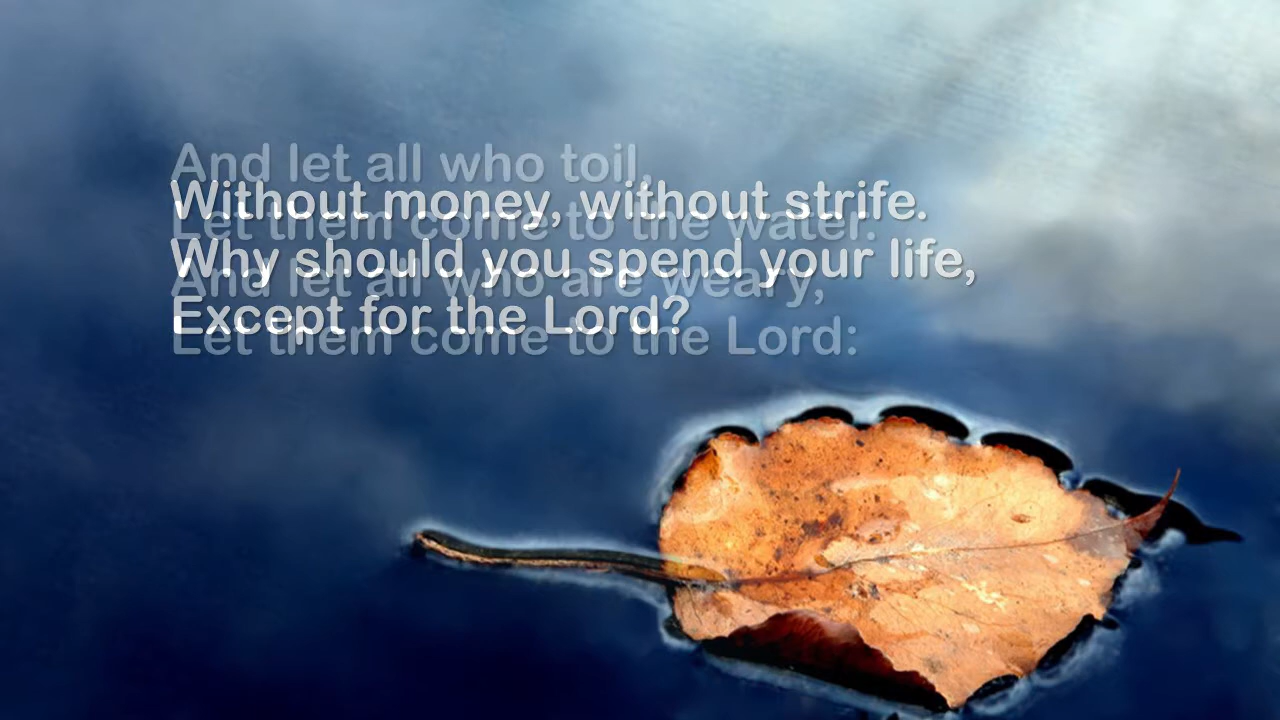 And let all who toil,
Without money, without strife.
Let them come to the water.
Why should you spend your life,
And let all who are weary,
Except for the Lord?
Let them come to the Lord: